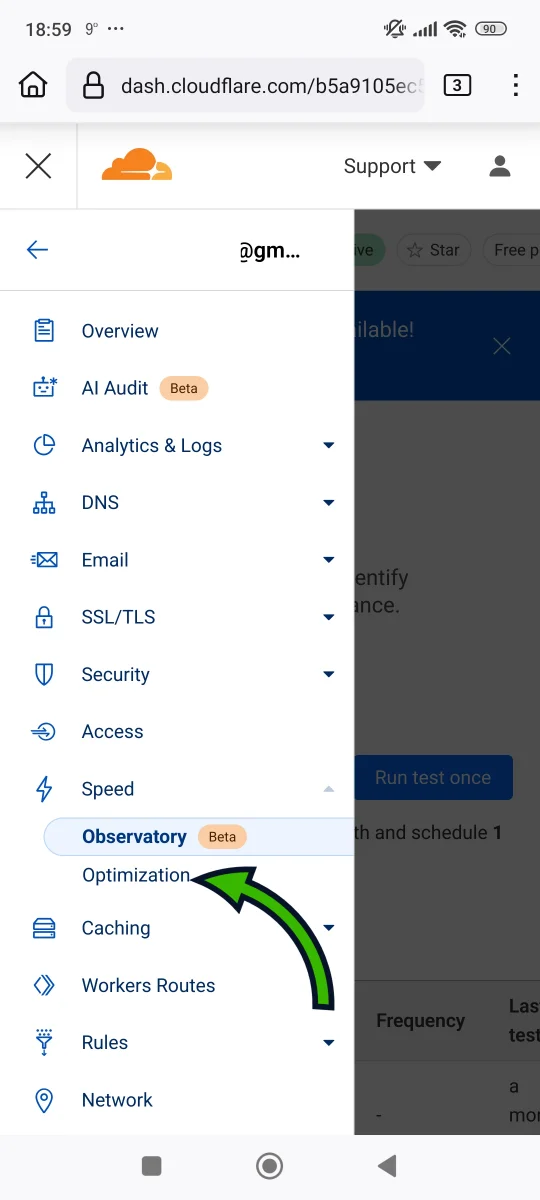 18:59 9° ...
90
dash.cloudflare.com/b5a9105ec5
3
Support
@gm...
ive
Star
Free p
ilable!
Overview
AI Audit Beta
Analytics & Logs
DNS
Email
entify
ance.
SSL/TLS
Security
Access
Run test once
Speed
Observatory Beta
th and schedule 1
Optimization
Caching
Workers Routes
Rules
Network
Frequency
Las
test
-
a
mor